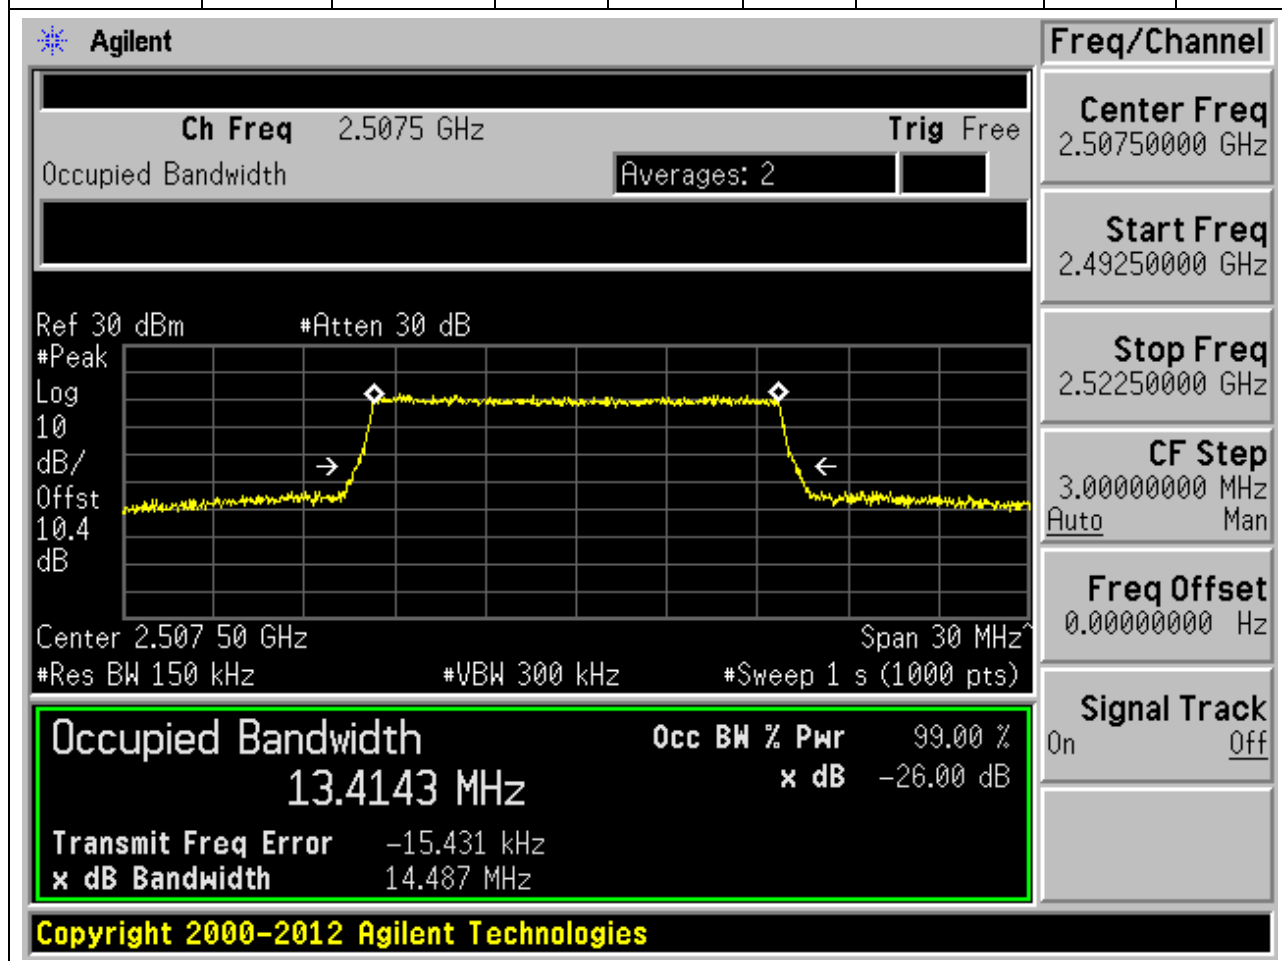 Agilent
Freq/Channel
Ch Freq 2.5075 GHz Trig Free
Occupied Bandwidth Averages: 2
Center Freq
2.50750000 GHz
Start Freq
2.49250000 GHz
Stop Freq
2.52250000 GHz
CF Step
3.00000000 MHz
Auto Man
Freq Offset
0.00000000 Hz
Signal Track
On Off
Ref 30 dBm #Atten 30 dB
#Peak
Log
10
dB/
Offst
10.4
dB
Center 2.507 50 GHz Span 30 MHz^
#Res BW 150 kHz #VBW 300 kHz #Sweep 1 s (1000 pts)
Occupied Bandwidth Occ BW % Pwr 99.00 %
13.4143 MHz x dB -26.00 dB
Transmit Freq Error -15.431 kHz
x dB Bandwidth 14.487 MHz
Copyright 2000-2012 Agilent Technologies